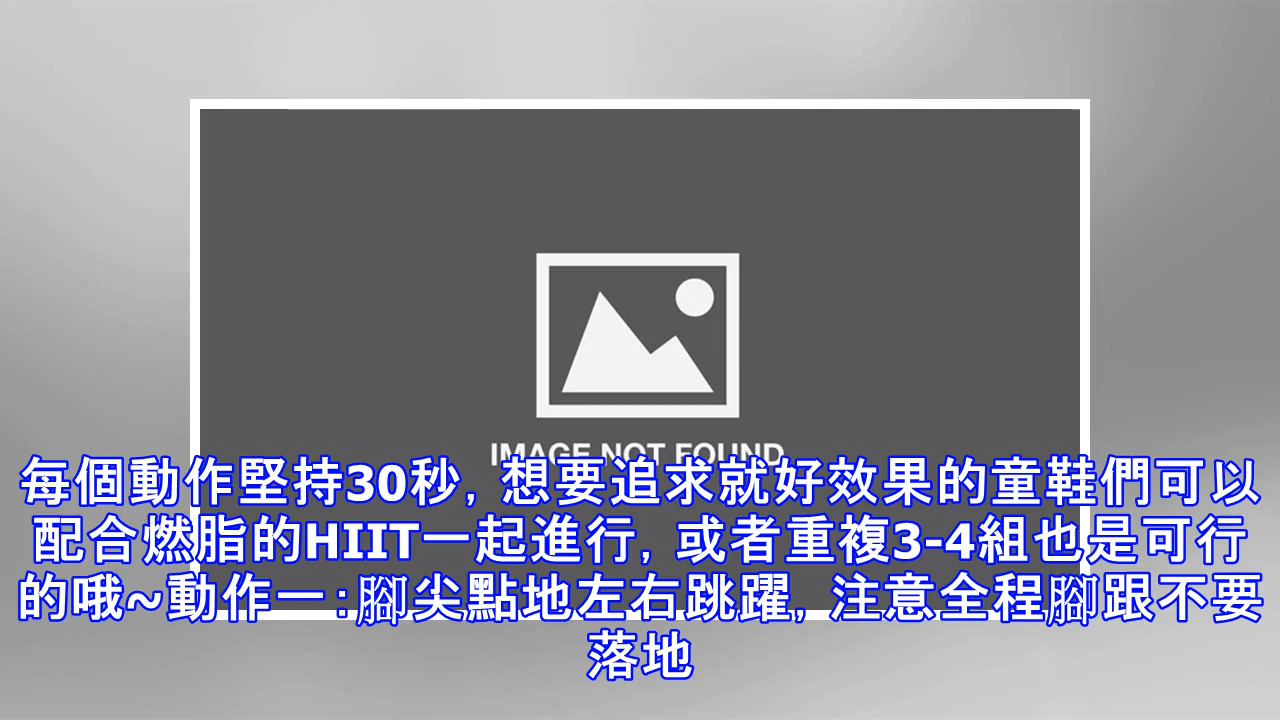 IMAGE NOT FOUND
每個動作堅持30秒, 想要追求就好效果的童鞋們可以
配合燃脂的HIIT一起進行, 或者重複3-4組也是可行
的哦~動作一:腳尖點地左右跳躍, 注意全程腳跟不要
落地